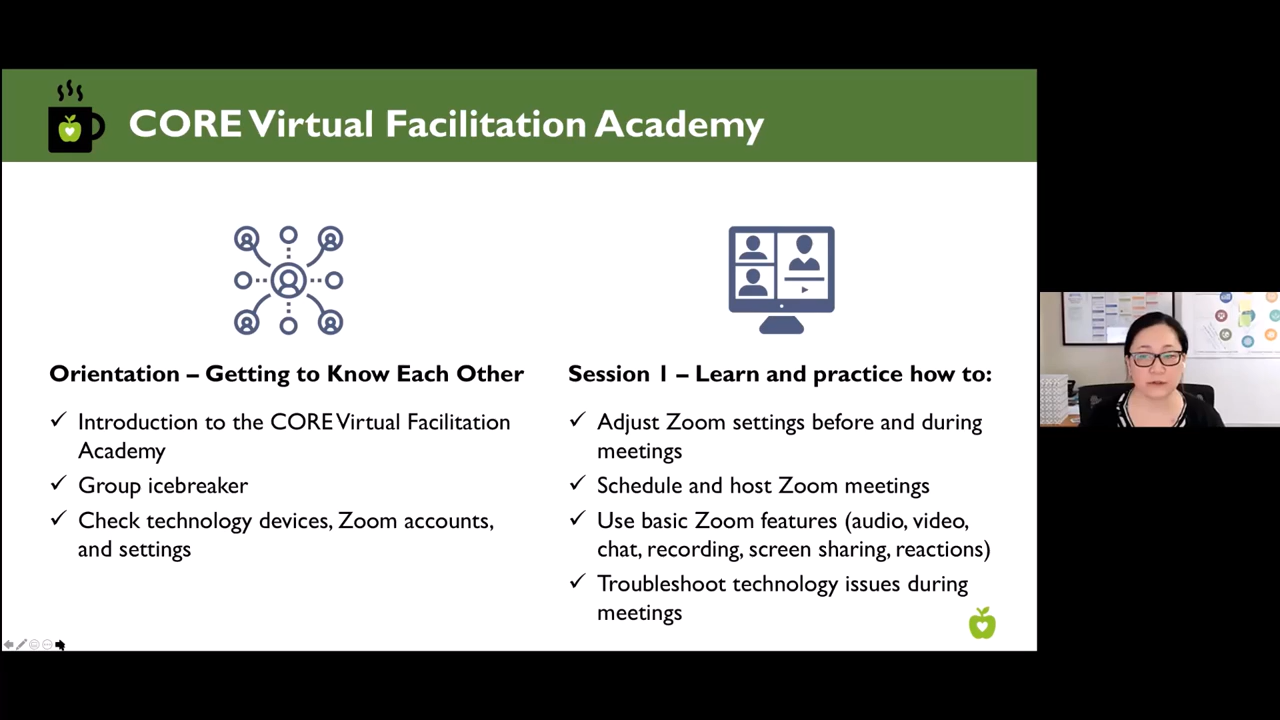 CORE Virtual Facilitation Academy
Orientation – Getting to Know Each Other
Introduction to the CORE Virtual Facilitation
Academy
Group icebreaker
Check technology devices, Zoom accounts,
and settings
Session 1 – Learn and practice how to:
Adjust Zoom settings before and during
meetings
Schedule and host Zoom meetings
Use basic Zoom features (audio, video,
chat, recording, screen sharing, reactions)
Troubleshoot technology issues during
meetings